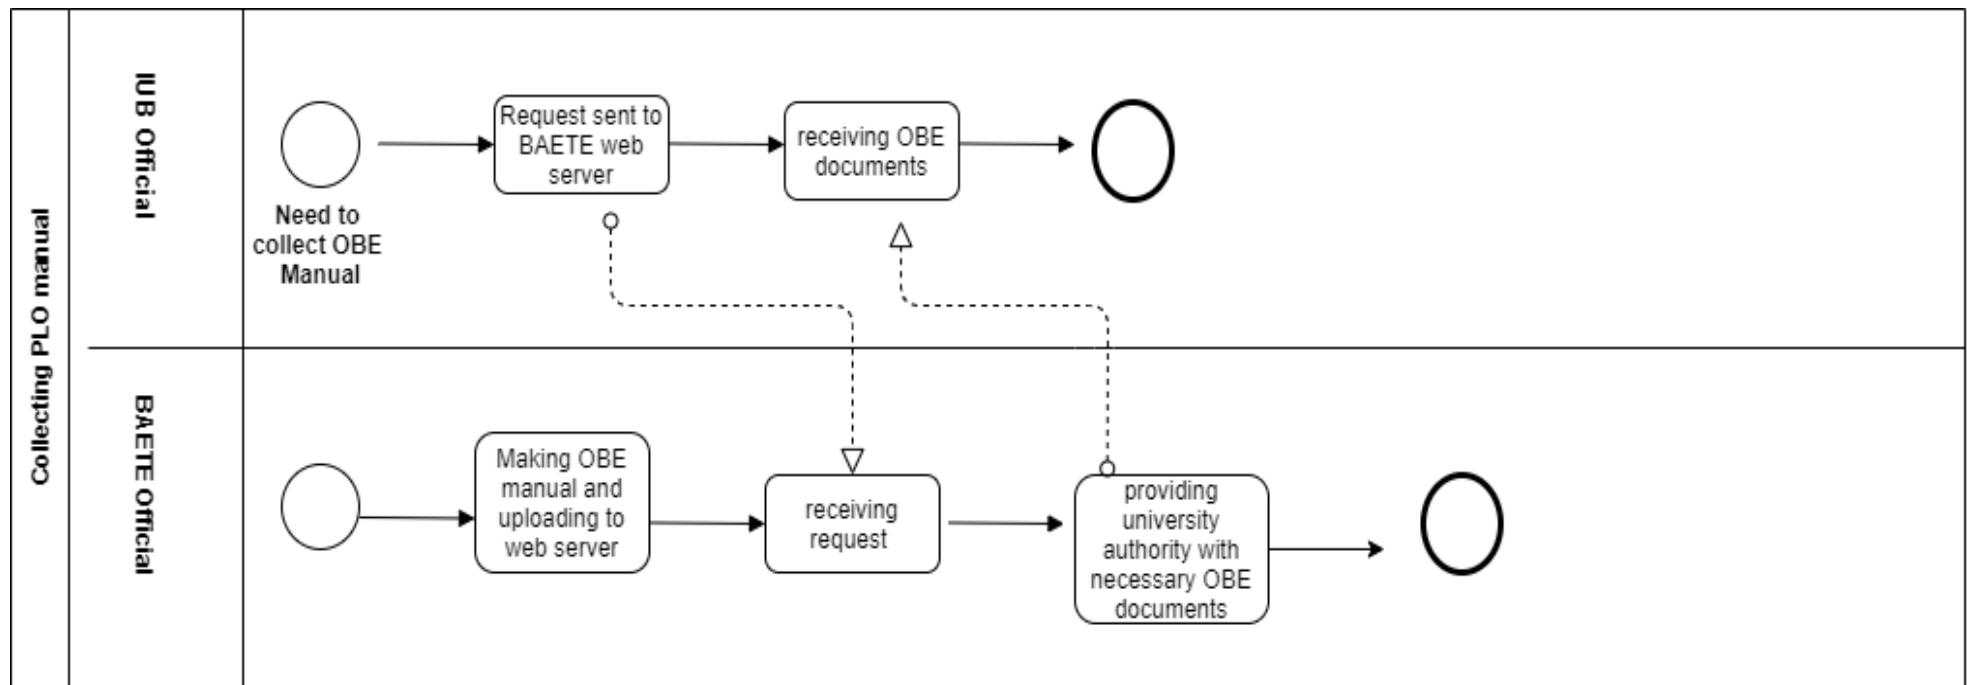 Collecting PLO manual
IUB Official
Need to
collect OBE
Manual
Request sent to
BAETE web
server
receiving OBE
documents
BAETE Official
Making OBE
manual and
uploading to
web server
receiving
request
providing
university
authority with
necessary OBE
documents